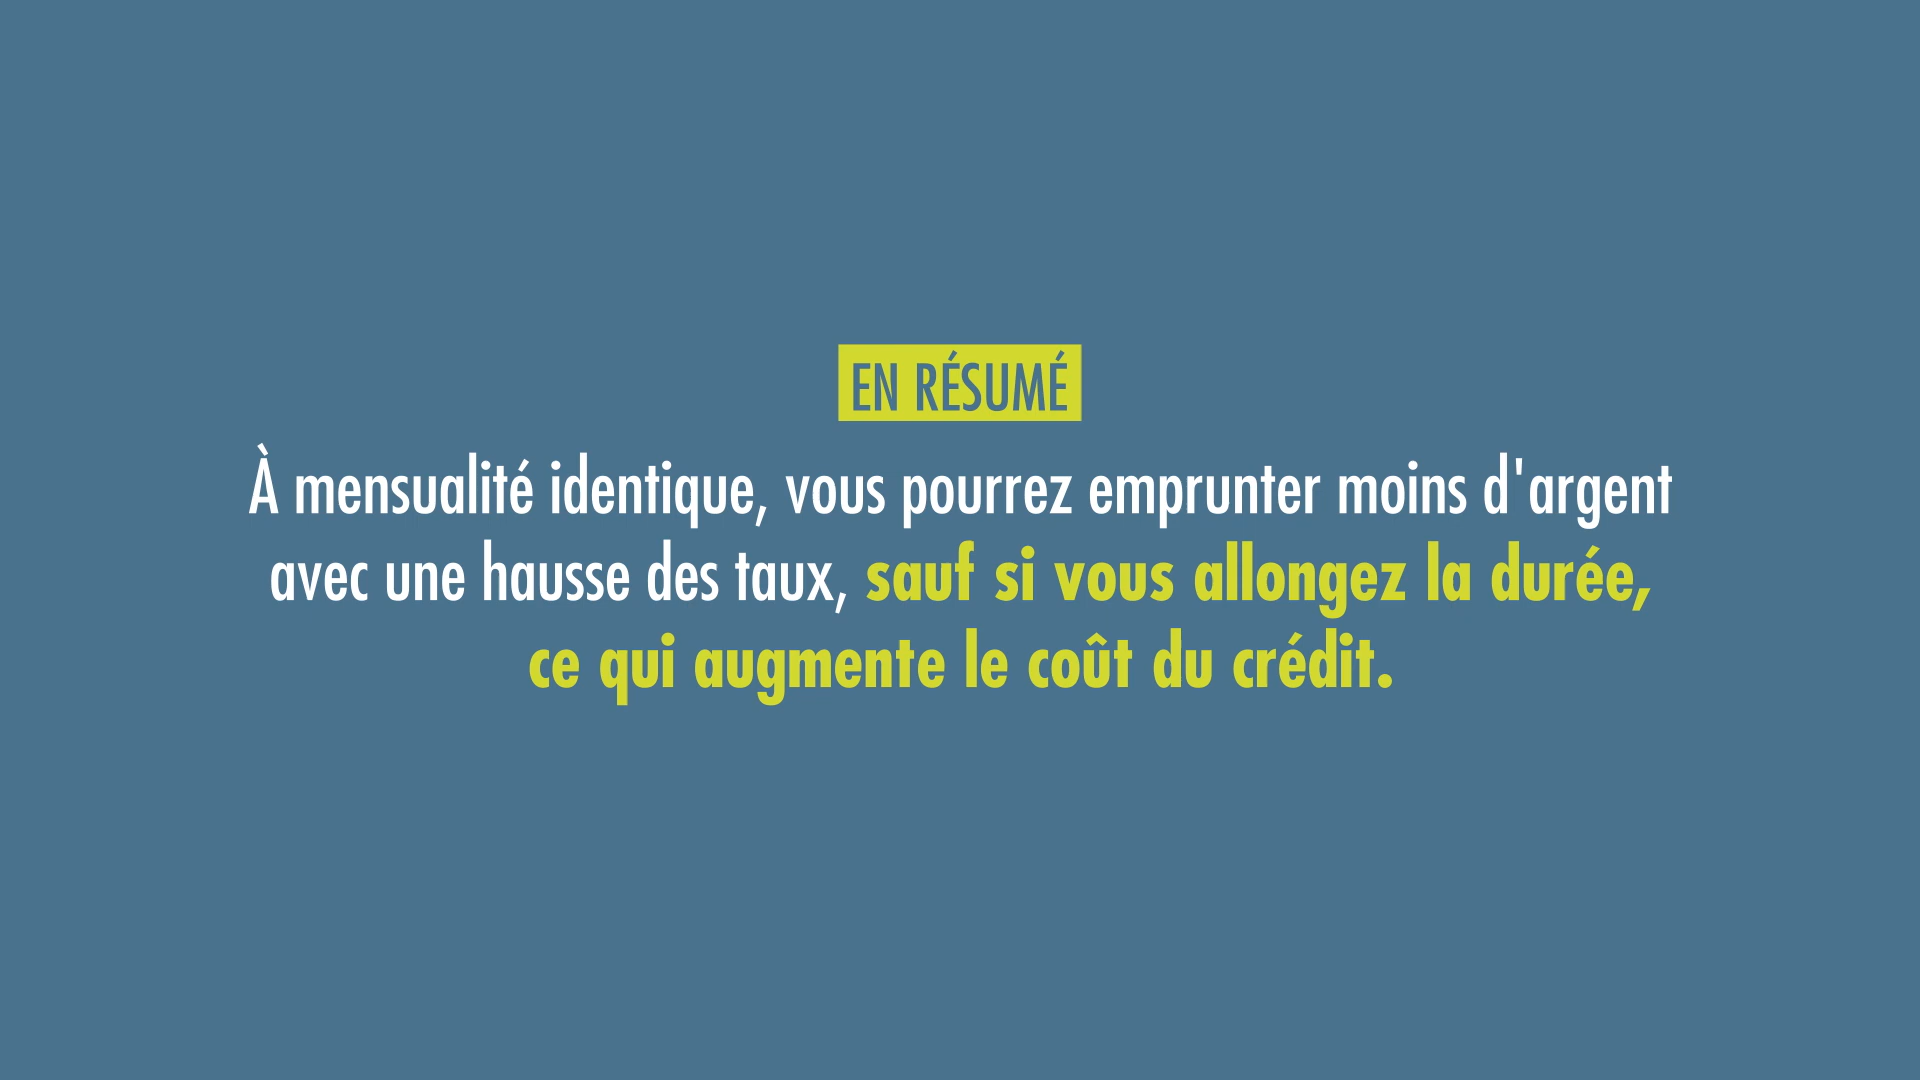 EN RÉSUMÉ
À mensualité identique, vous pourrez emprunter moins d'argent
avec une hausse des taux, sauf si vous allongez la durée,
ce qui augmente le coût du crédit.